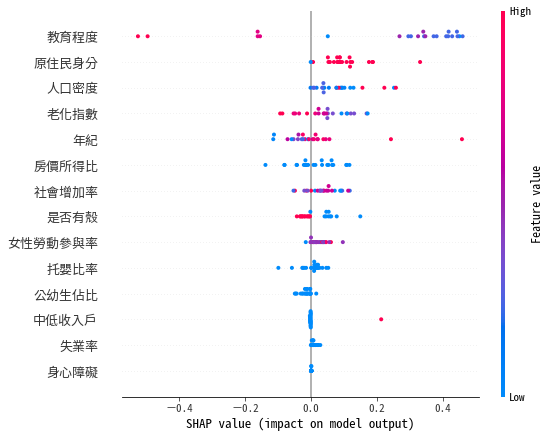 High
教育程度
原住民身分
人口密度
老化指數
年紀
房價所得比
社會增加率
是否有殼
女性勞動參與率
托嬰比率
公幼生佔比
中低收入戶
失業率
身心障礙
Feature value
Low
−0.4 −0.2 0.0 0.2 0.4
SHAP value (impact on model output)